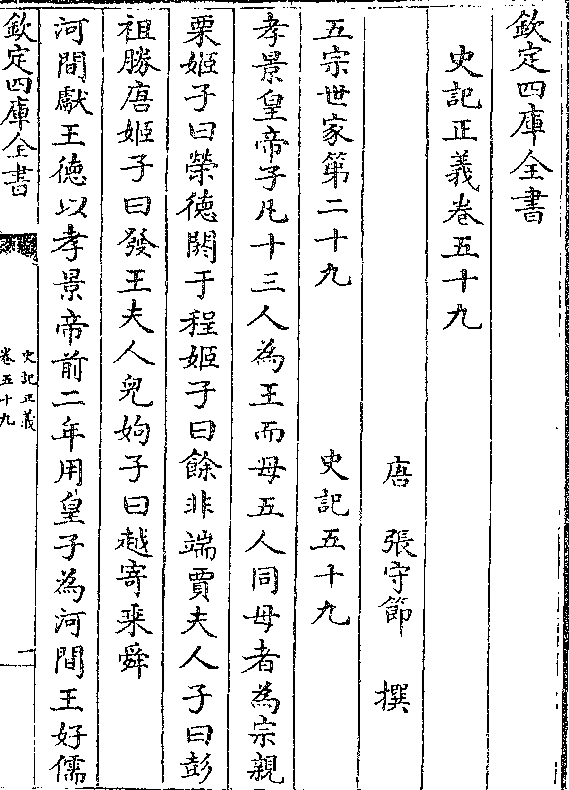 欽定四庫全書
史記正義卷五十九
唐 張守節 撰
五宗世家第二十九 史記五十九
孝景皇帝子凡十三人為王而母五人同母者為宗親
栗姬子曰榮徳閼于程姬子曰餘非端賈夫人子曰彭
祖勝唐姬子曰發王夫人兒姁子曰越寄乘舜
河間獻王徳以孝景帝前二年用皇子為河間王好儒
欽定四庫全書
史記正義
卷五十九
一